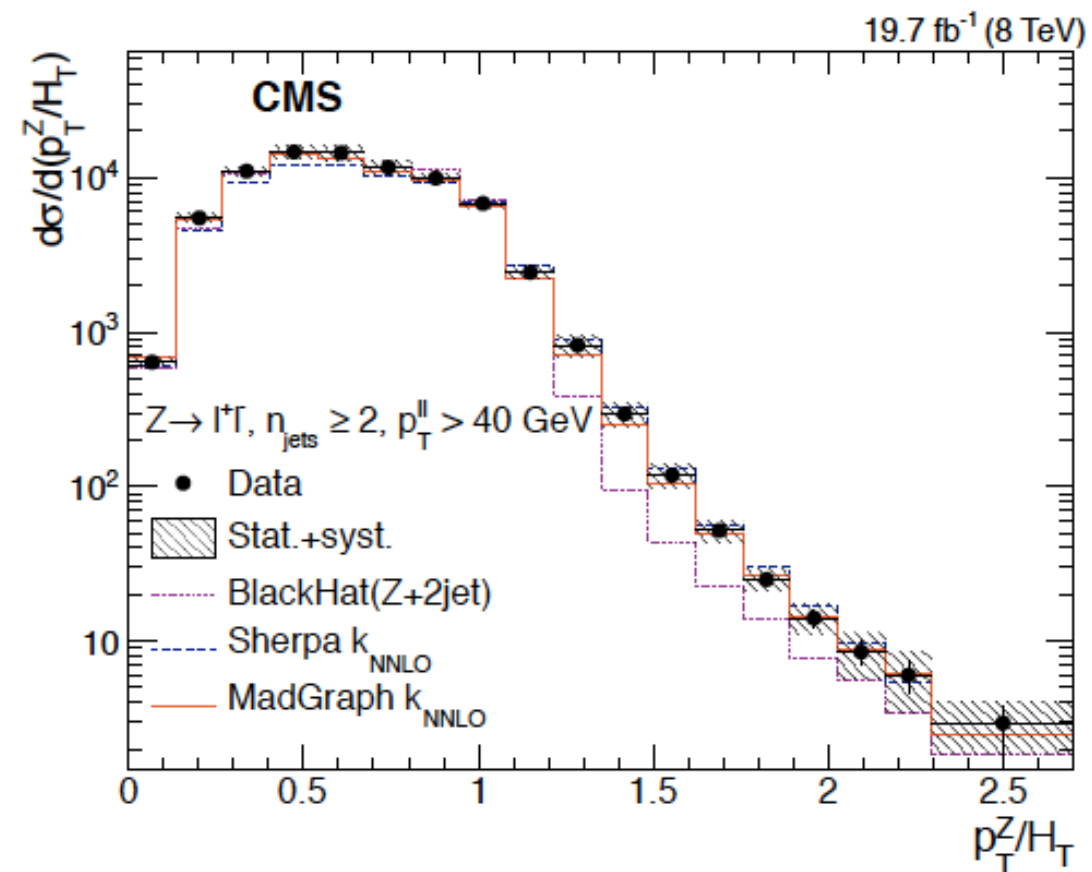 19.7 fb⁻¹ (8 TeV)
CMS
dσ/d(p_T^Z/H_T)
10⁴
10³
10²
10
Z→ l⁺l⁻, n_jets ≥ 2, p_T^ll > 40 GeV
Data
Stat.+syst.
BlackHat(Z+2jet)
Sherpa k_NNLO
MadGraph k_NNLO
0 0.5 1 1.5 2 2.5
p_T^Z/H_T